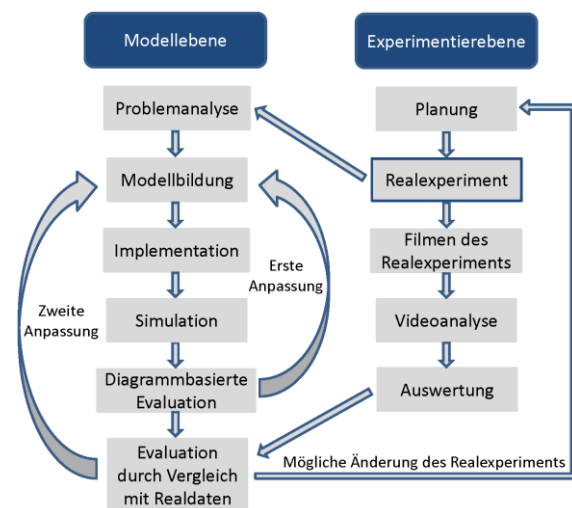 Modellebene
Experimentierebene
Problemanalyse
Planung
Modellbildung
Realexperiment
Implementation
Erste
Anpassung
Filmen des
Realexperiments
Zweite
Anpassung
Simulation
Videoanalyse
Diagrammbasierte
Evaluation
Auswertung
Evaluation
durch Vergleich
mit Realdaten
Mögliche Änderung des Realexperiments